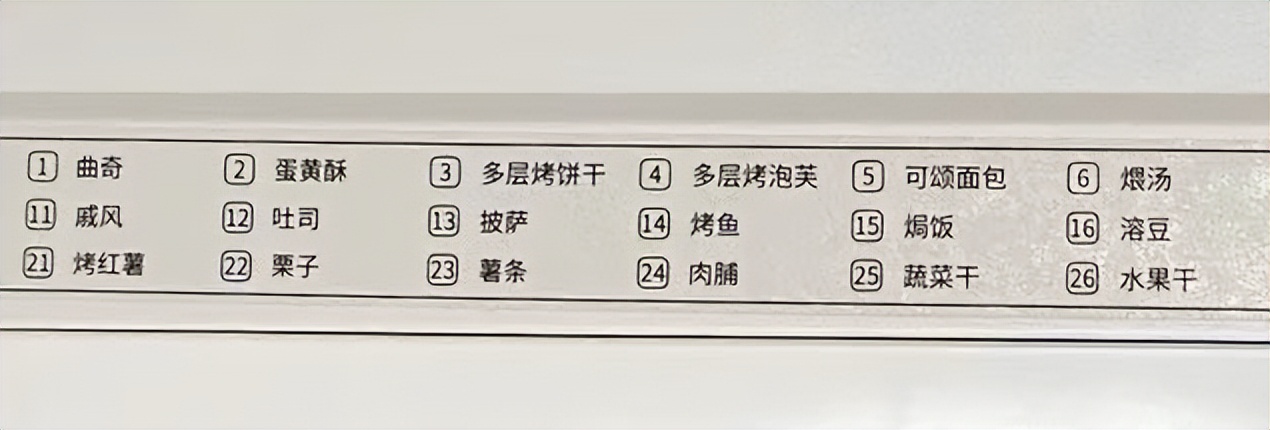 1 曲奇 2 蛋黄酥 3 多层烤饼干 4 多层烤泡芙 5 可颂面包 6 煨汤
11 戚风 12 吐司 13 披萨 14 烤鱼 15 焗饭 16 溶豆
21 烤红薯 22 栗子 23 薯条 24 肉脯 25 蔬菜干 26 水果干